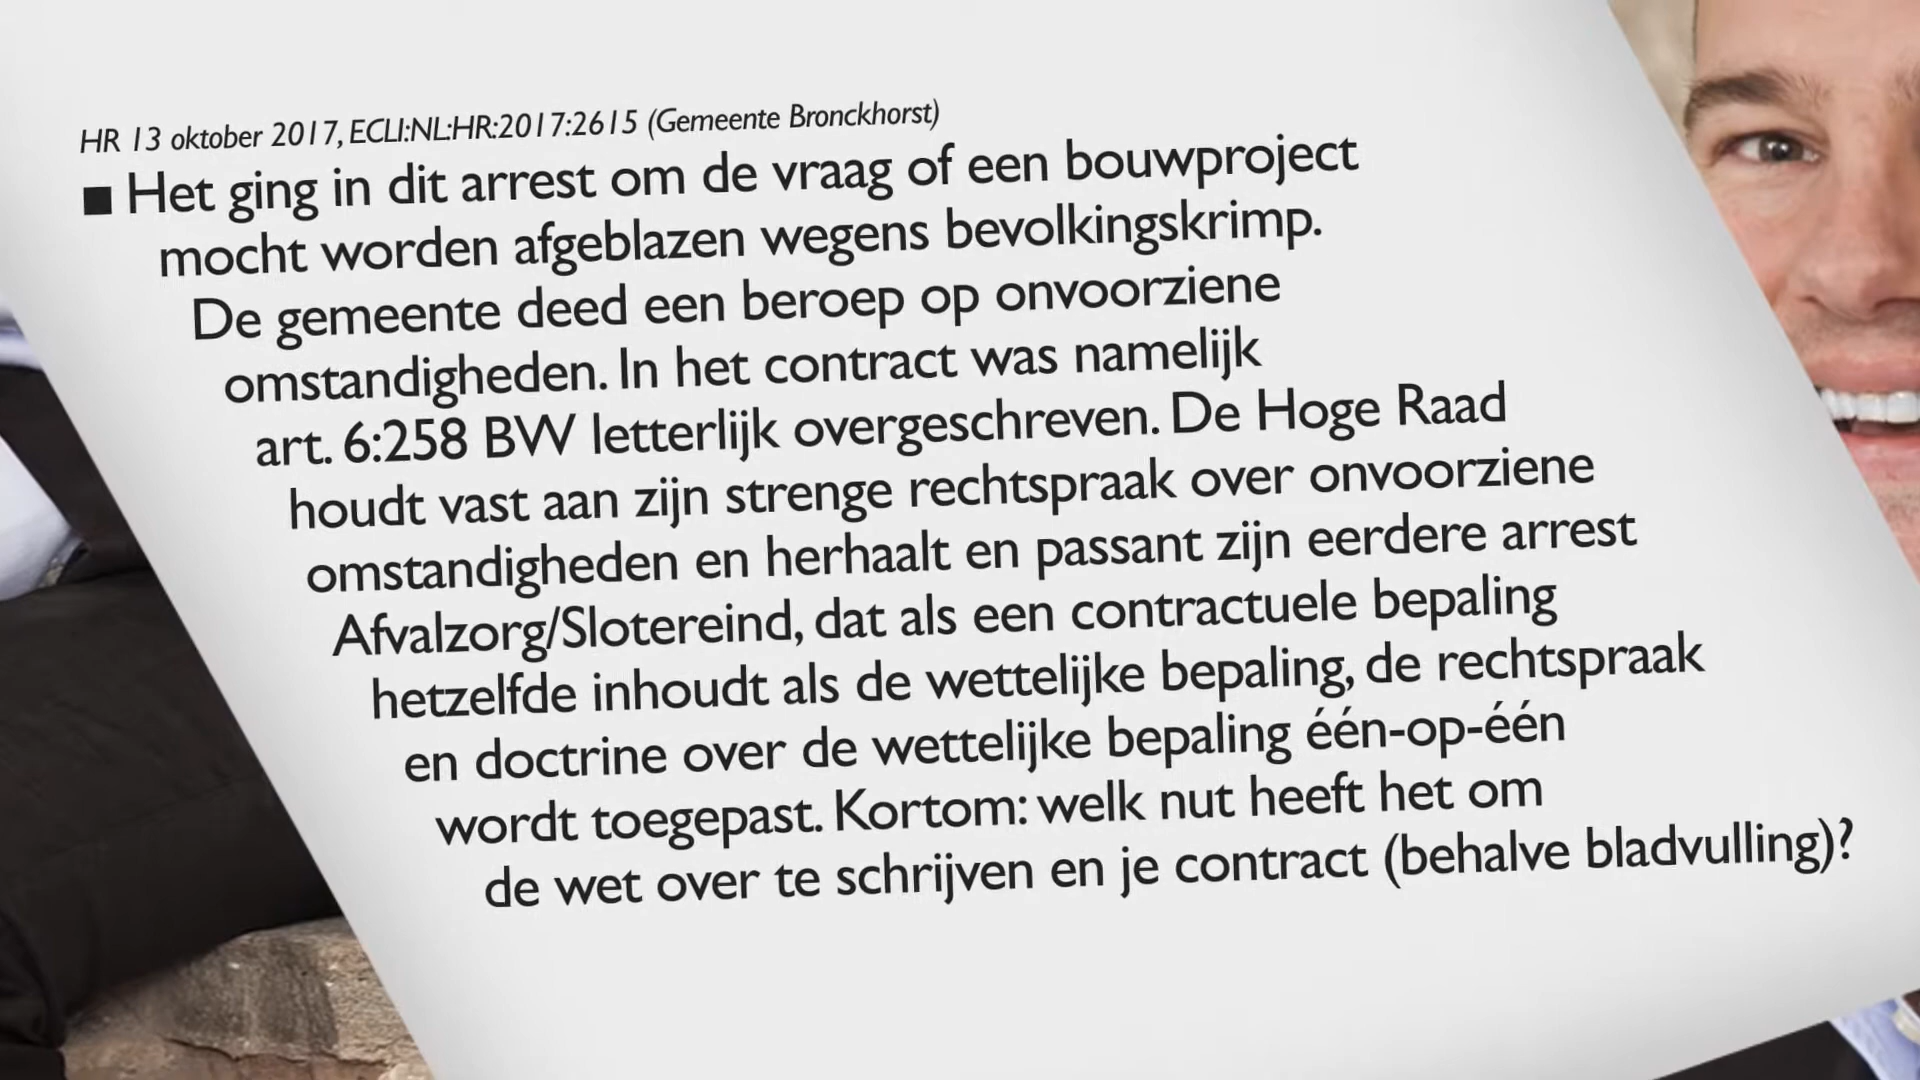 HR 13 oktober 2017, ECLI:NL:HR:2017:2615 (Gemeente Bronckhorst)
■ Het ging in dit arrest om de vraag of een bouwproject
mocht worden afgeblazen wegens bevolkingskrimp.
De gemeente deed een beroep op onvoorziene
omstandigheden. In het contract was namelijk
art. 6:258 BW letterlijk overgeschreven. De Hoge Raad
houdt vast aan zijn strenge rechtspraak over onvoorziene
omstandigheden en herhaalt en passant zijn eerdere arrest
Afvalzorg/Slotereind, dat als een contractuele bepaling
hetzelfde inhoudt als de wettelijke bepaling, de rechtspraak
en doctrine over de wettelijke bepaling één-op-één
wordt toegepast. Kortom: welk nut heeft het om
de wet over te schrijven en je contract (behalve bladvulling)?